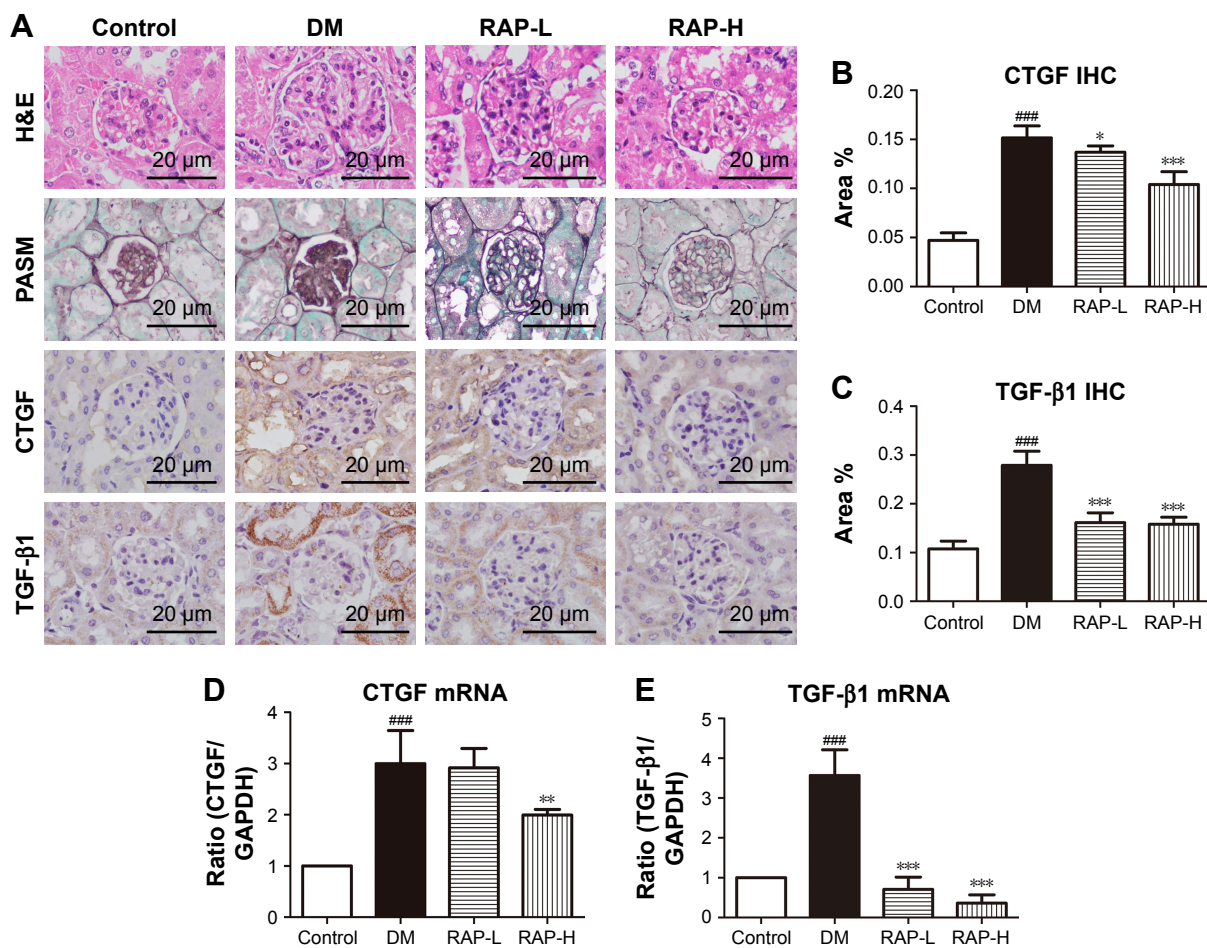 A
Control DM RAP-L RAP-H
H&E
20 µm 20 µm 20 µm 20 µm
PASM
20 µm 20 µm 20 µm 20 µm
CTGF
20 µm 20 µm 20 µm 20 µm
TGF-β1
20 µm 20 µm 20 µm 20 µm
B
CTGF IHC
Area %
0.20
0.15
0.10
0.05
0.00
###
*
***
Control DM RAP-L RAP-H
C
TGF-β1 IHC
Area %
0.4
0.3
0.2
0.1
0.0
###
***
***
Control DM RAP-L RAP-H
D
CTGF mRNA
Ratio (CTGF/
GAPDH)
4
3
2
1
0
###
**
Control DM RAP-L RAP-H
E
TGF-β1 mRNA
Ratio (TGF-β1/
GAPDH)
5
4
3
2
1
0
###
***
***
Control DM RAP-L RAP-H